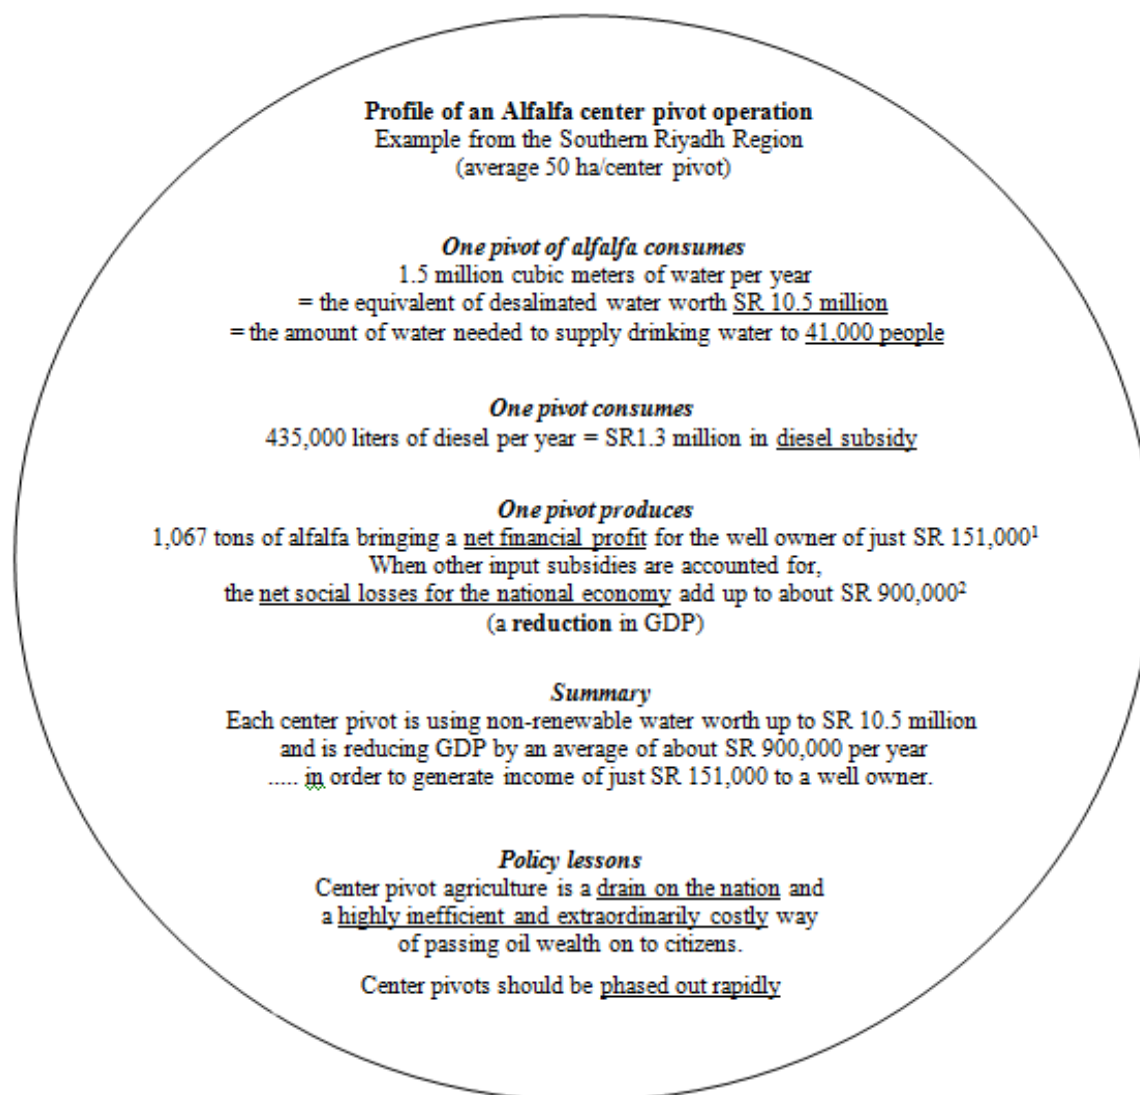 Profile of an Alfalfa center pivot operation
Example from the Southern Riyadh Region
(average 50 ha/center pivot)
One pivot of alfalfa consumes
1.5 million cubic meters of water per year
= the equivalent of desalinated water worth SR 10.5 million
= the amount of water needed to supply drinking water to 41,000 people
One pivot consumes
435,000 liters of diesel per year = SR1.3 million in diesel subsidy
One pivot produces
1,067 tons of alfalfa bringing a net financial profit for the well owner of just SR 151,000¹
When other input subsidies are accounted for,
the net social losses for the national economy add up to about SR 900,000²
(a reduction in GDP)
Summary
Each center pivot is using non-renewable water worth up to SR 10.5 million
and is reducing GDP by an average of about SR 900,000 per year
..... in order to generate income of just SR 151,000 to a well owner.
Policy lessons
Center pivot agriculture is a drain on the nation and
a highly inefficient and extraordinarily costly way
of passing oil wealth on to citizens.
Center pivots should be phased out rapidly